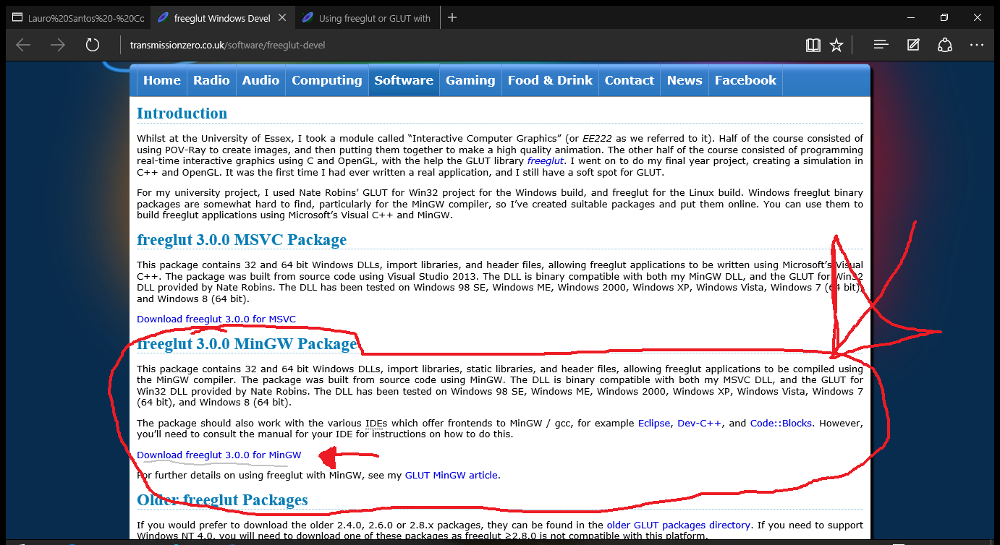 Lauro%20Santos%20-%20Cc
freeglut Windows Devel
Using freeglut or GLUT with
transmissionzero.co.uk/software/freeglut-devel
Home Radio Audio Computing Software Gaming Food & Drink Contact News Facebook
Introduction
Whilst at the University of Essex, I took a module called “Interactive Computer Graphics” (or EE222 as we referred to it). Half of the course consisted of
using POV-Ray to create images, and then putting them together to make a high quality animation. The other half of the course consisted of programming
real-time interactive graphics using C and OpenGL, with the help the GLUT library freeglut. I went on to do my final year project, creating a simulation in
C++ and OpenGL. It was the first time I had ever written a real application, and I still have a soft spot for GLUT.
For my university project, I used Nate Robins’ GLUT for Win32 project for the Windows build, and freeglut for the Linux build. Windows freeglut binary
packages are somewhat hard to find, particularly for the MinGW compiler, so I’ve created suitable packages and put them online. You can use them to
build freeglut applications using Microsoft’s Visual C++ and MinGW.
freeglut 3.0.0 MSVC Package
This package contains 32 and 64 bit Windows DLLs, import libraries, and header files, allowing freeglut applications to be written using Microsoft’s Visual
C++. The package was built from source code using Visual Studio 2013. The DLL is binary compatible with both my MinGW DLL, and the GLUT for Win32
DLL provided by Nate Robins. The DLL has been tested on Windows 98 SE, Windows ME, Windows 2000, Windows XP, Windows Vista, Windows 7 (64 bit),
and Windows 8 (64 bit).
Download freeglut 3.0.0 for MSVC
freeglut 3.0.0 MinGW Package
This package contains 32 and 64 bit Windows DLLs, import libraries, static libraries, and header files, allowing freeglut applications to be compiled using
the MinGW compiler. The package was built from source code using MinGW. The DLL is binary compatible with both my MSVC DLL, and the GLUT for
Win32 DLL provided by Nate Robins. The DLL has been tested on Windows 98 SE, Windows ME, Windows 2000, Windows XP, Windows Vista, Windows 7
(64 bit), and Windows 8 (64 bit).
The package should also work with the various IDEs which offer frontends to MinGW / gcc, for example Eclipse, Dev-C++, and Code::Blocks. However,
you’ll need to consult the manual for your IDE for instructions on how to do this.
Download freeglut 3.0.0 for MinGW
For further details on using freeglut with MinGW, see my GLUT MinGW article.
Older freeglut Packages
If you would prefer to download the older 2.4.0, 2.6.0 or 2.8.x packages, they can be found in the older GLUT packages directory. If you need to support
Windows NT 4.0, you will need to download one of these packages as freeglut ≥2.8.0 is not compatible with this platform.